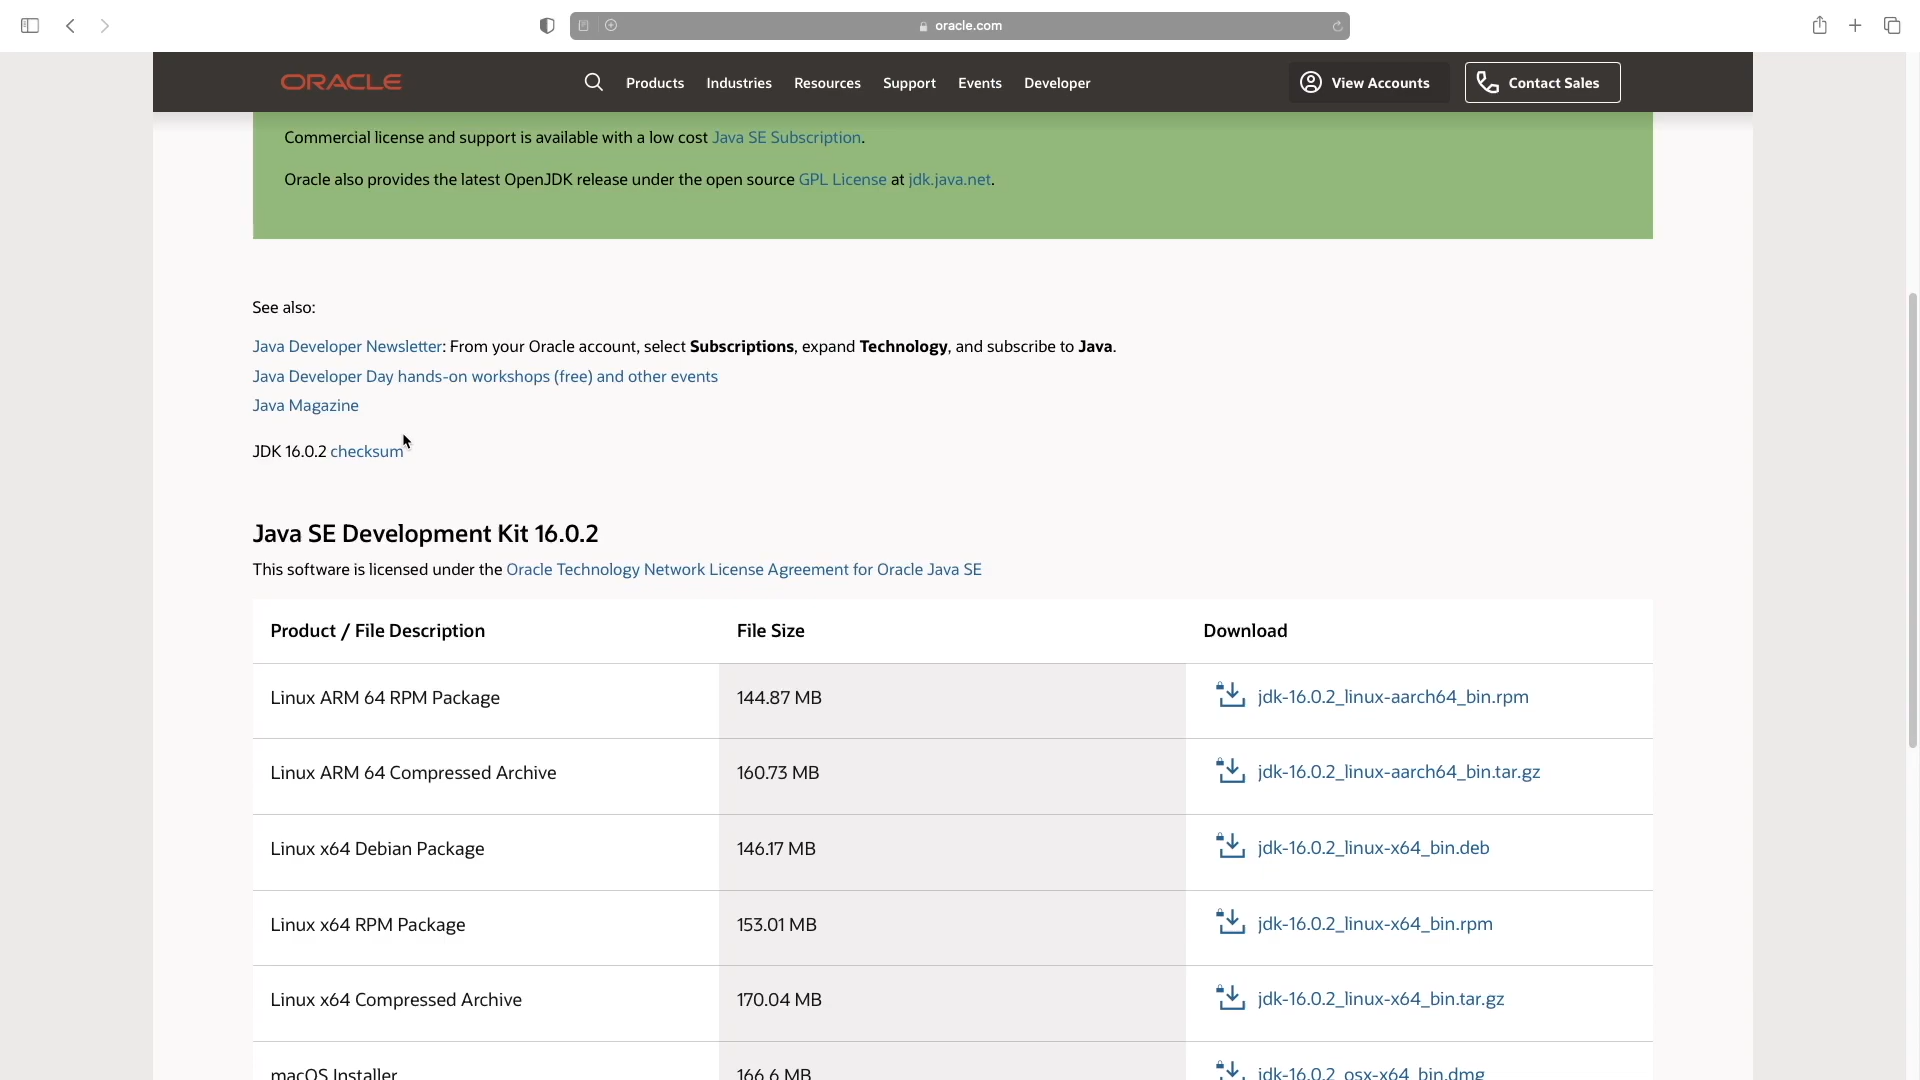 oracle.com
ORACLE
Products Industries Resources Support Events Developer
View Accounts
Contact Sales
Commercial license and support is available with a low cost Java SE Subscription.
Oracle also provides the latest OpenJDK release under the open source GPL License at jdk.java.net.
See also:
Java Developer Newsletter: From your Oracle account, select Subscriptions, expand Technology, and subscribe to Java.
Java Developer Day hands-on workshops (free) and other events
Java Magazine
JDK 16.0.2 checksum
Java SE Development Kit 16.0.2
This software is licensed under the Oracle Technology Network License Agreement for Oracle Java SE
Product / File Description File Size Download
Linux ARM 64 RPM Package 144.87 MB jdk-16.0.2_linux-aarch64_bin.rpm
Linux ARM 64 Compressed Archive 160.73 MB jdk-16.0.2_linux-aarch64_bin.tar.gz
Linux x64 Debian Package 146.17 MB jdk-16.0.2_linux-x64_bin.deb
Linux x64 RPM Package 153.01 MB jdk-16.0.2_linux-x64_bin.rpm
Linux x64 Compressed Archive 170.04 MB jdk-16.0.2_linux-x64_bin.tar.gz
macOS Installer 166.6 MB jdk-16.0.2_osx-x64_bin.dmg